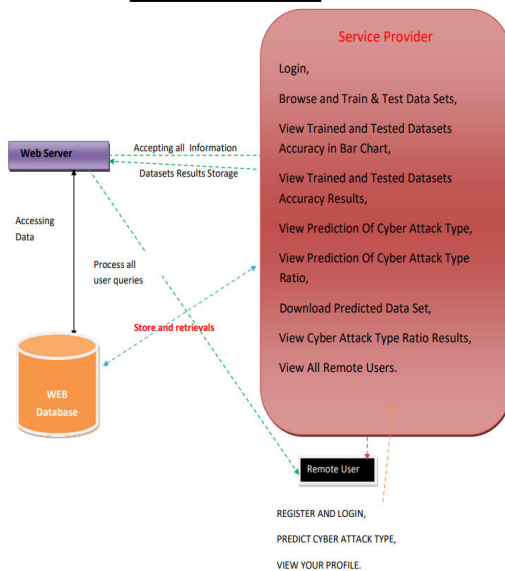 Service Provider
Login,
Browse and Train & Test Data Sets,
View Trained and Tested Datasets
Accuracy in Bar Chart,
View Trained and Tested Datasets
Accuracy Results,
View Prediction Of Cyber Attack Type,
View Prediction Of Cyber Attack Type
Ratio,
Download Predicted Data Set,
View Cyber Attack Type Ratio Results,
View All Remote Users.
Web Server
Accepting all Information
Datasets Results Storage
Accessing
Data
Process all
user queries
Store and retrievals
WEB
Database
Remote User
REGISTER AND LOGIN,
PREDICT CYBER ATTACK TYPE,
VIEW YOUR PROFILE.